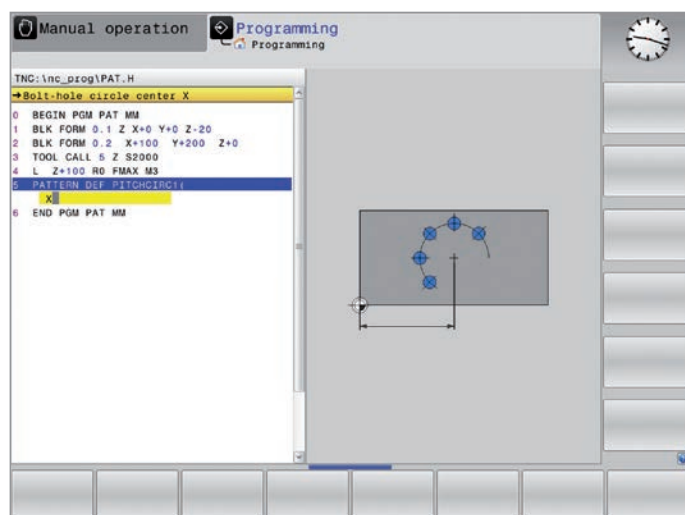 Manual operation
Programming
Programming
TNC:\nc_prog\PAT.H
→Bolt-hole circle center X
0 BEGIN PGM PAT MM
1 BLK FORM 0.1 Z X+0 Y+0 Z-20
2 BLK FORM 0.2 X+100 Y+200 Z+0
3 TOOL CALL 5 Z S2000
4 L Z+100 R0 FMAX M3
5 PATTERN DEF PITCHCIRC1(
X
6 END PGM PAT MM